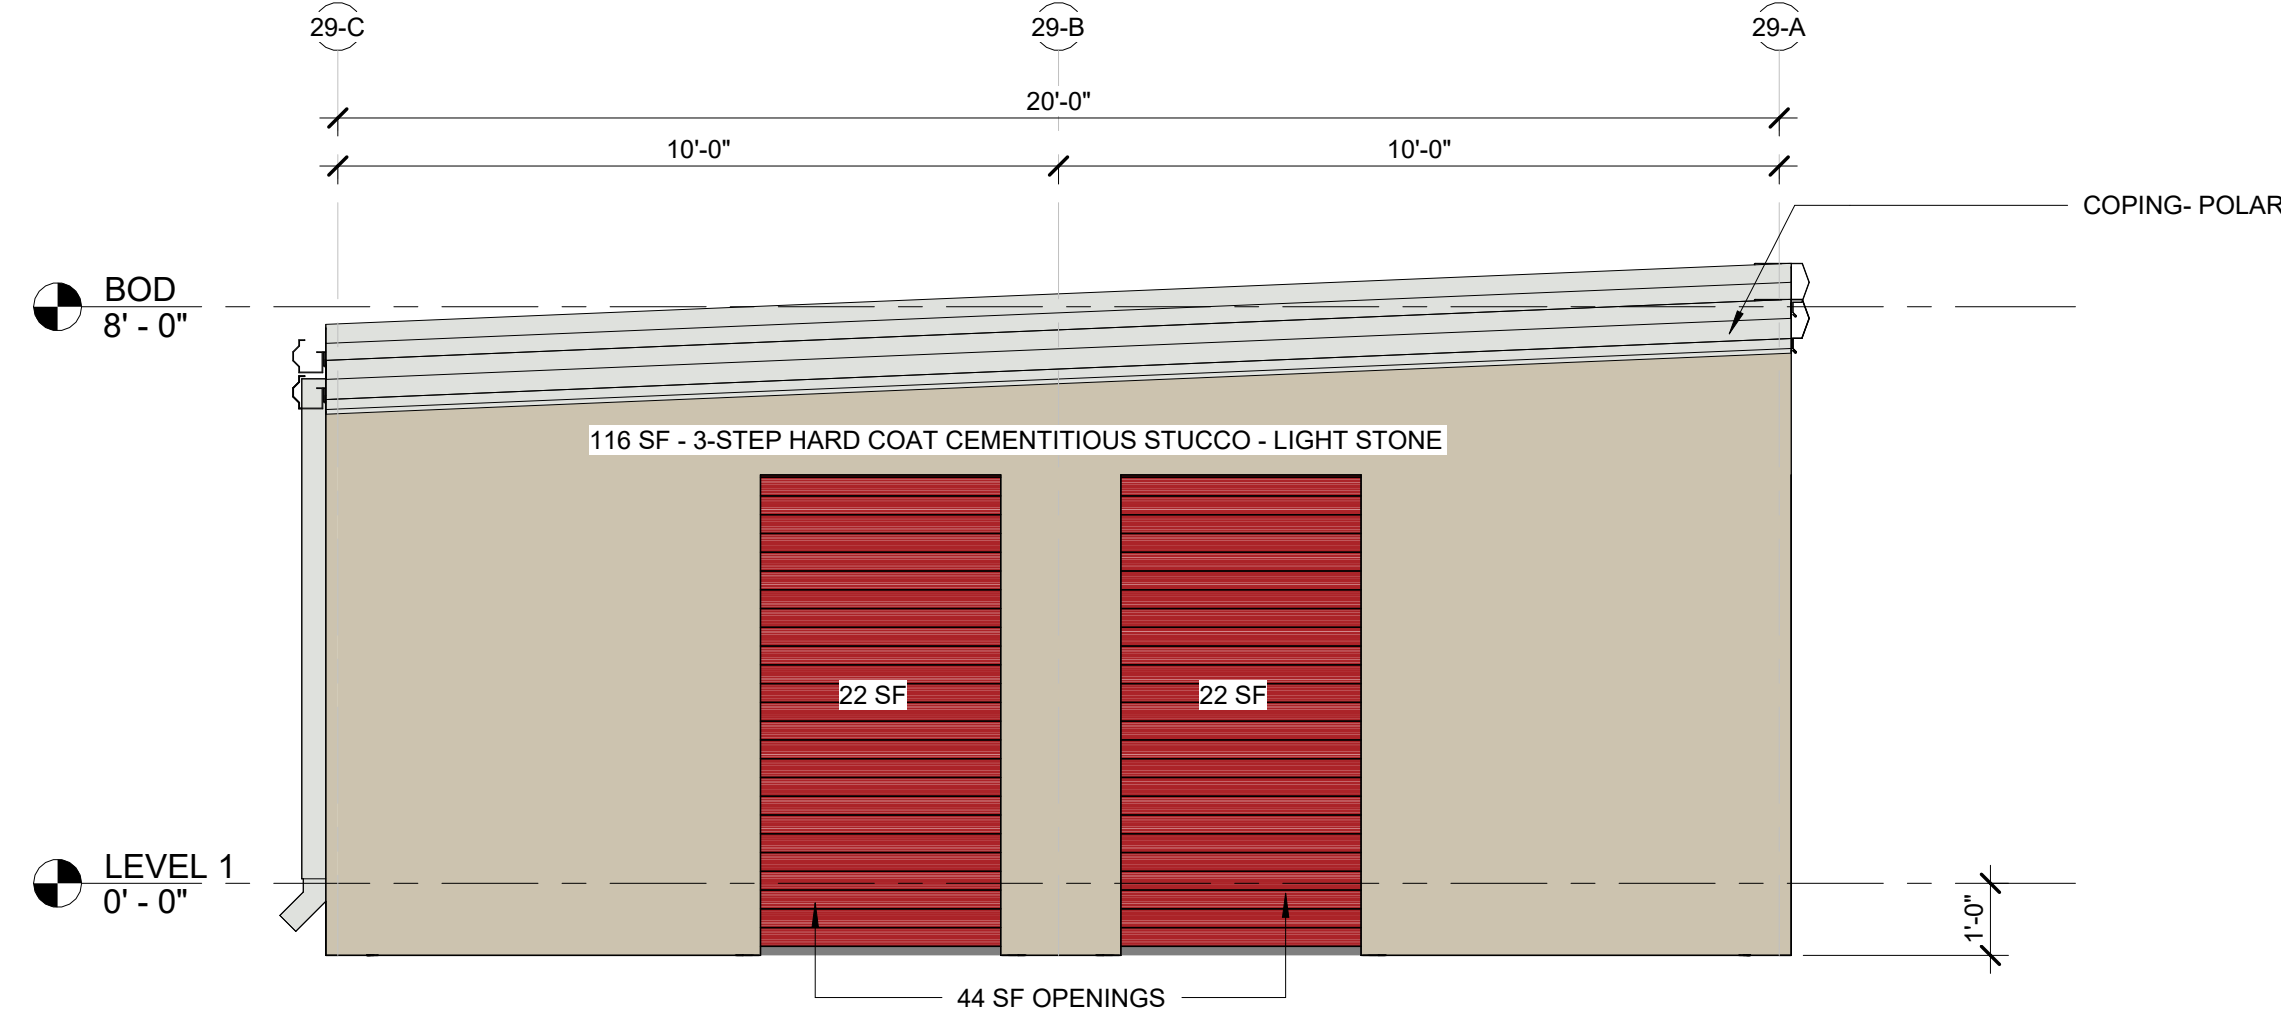 29-C
29-B
29-A
20'-0"
10'-0"
10'-0"
COPING- POLAR
BOD
8' - 0"
116 SF - 3-STEP HARD COAT CEMENTITIOUS STUCCO - LIGHT STONE
22 SF
22 SF
LEVEL 1
0' - 0"
1'-0"
44 SF OPENINGS